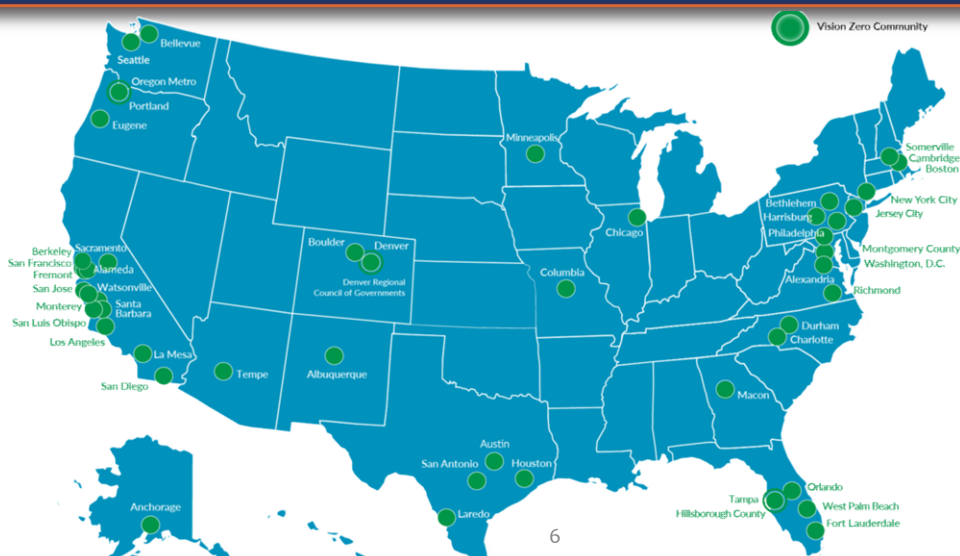 Vision Zero Community
Bellevue
Seattle
Oregon Metro
Portland
Eugene
Minneapolis
Somerville
Cambridge
Boston
New York City
Jersey City
Bethlehem
Harrisburg
Philadelphia
Montgomery County
Washington, D.C.
Alexandria
Richmond
Chicago
Boulder
Denver
Denver Regional
Council of Governments
Columbia
Sacramento
Berkeley
San Francisco
Alameda
Fremont
San Jose
Watsonville
Monterey
Santa
Barbara
San Luis Obispo
Los Angeles
La Mesa
San Diego
Tempe
Albuquerque
Durham
Charlotte
Macon
Austin
San Antonio
Houston
Laredo
Orlando
Tampa
Hillsborough County
West Palm Beach
Fort Lauderdale
Anchorage
6